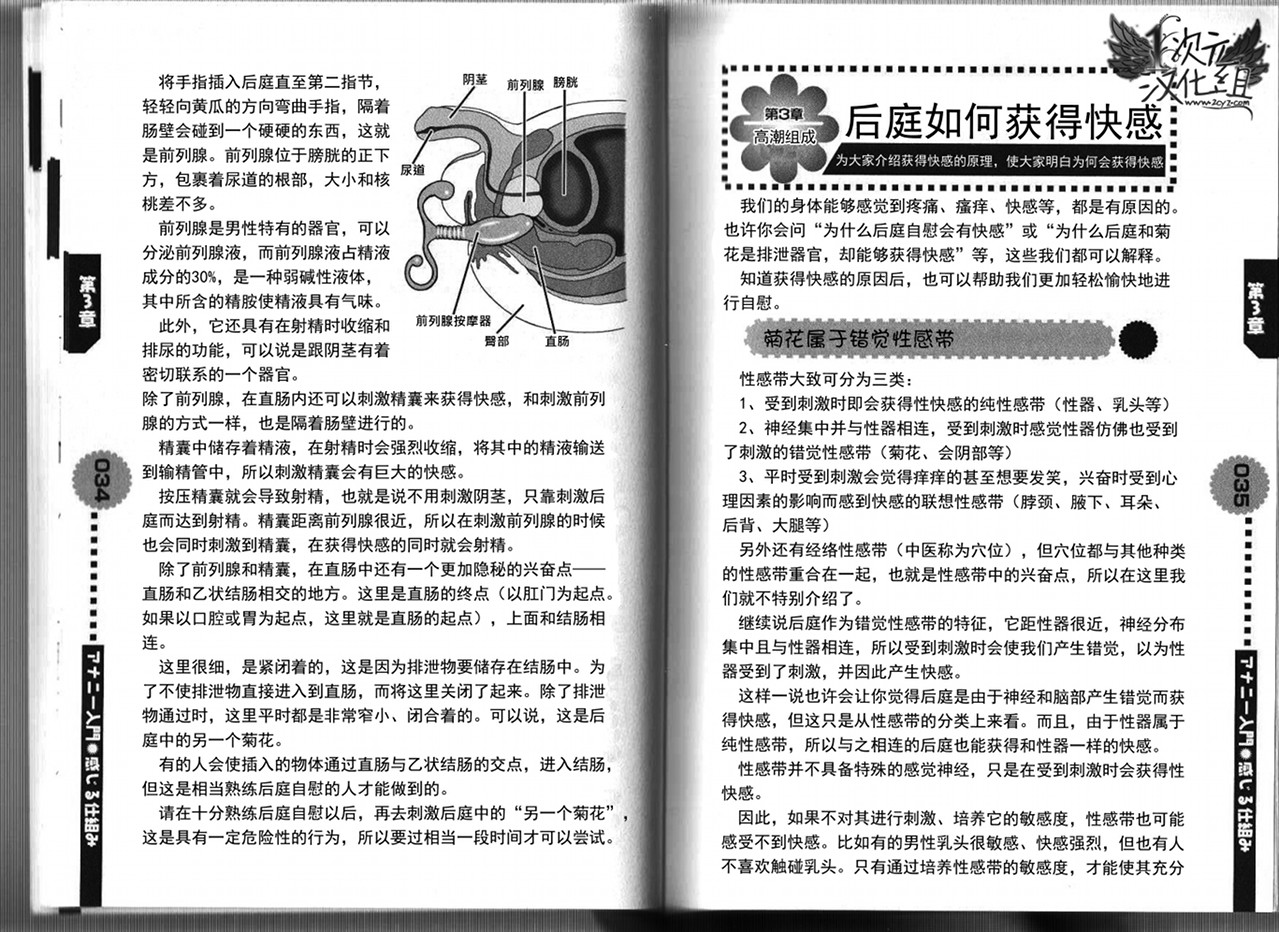 将手指插入后庭直至第二指节，
轻轻向黄瓜的方向弯曲手指，隔着
肠壁会碰到一个硬硬的东西，这就
是前列腺。前列腺位于膀胱的正下
方，包裹着尿道的根部，大小和核
桃差不多。
前列腺是男性特有的器官，可以
分泌前列腺液，而前列腺液占精液
成分的30%，是一种弱碱性液体，
其中所含的精胺使精液具有气味。
此外，它还具有在射精时收缩和
排尿的功能，可以说是跟阴茎有着
密切联系的一个器官。
阴茎
前列腺
膀胱
尿道
前列腺按摩器
臀部
直肠
除了前列腺，在直肠内还可以刺激精囊来获得快感，和刺激前列
腺的方式一样，也是隔着肠壁进行的。
精囊中储存着精液，在射精时会强烈收缩，将其中的精液输送
到输精管中，所以刺激精囊会有巨大的快感。
按压精囊就会导致射精，也就是说不用刺激阴茎，只靠刺激后
庭而达到射精。精囊距离前列腺很近，所以在刺激前列腺的时候
也会同时刺激到精囊，在获得快感的同时就会射精。
除了前列腺和精囊，在直肠中还有一个更加隐秘的兴奋点——
直肠和乙状结肠相交的地方。这里是直肠的终点（以肛门为起点。
如果以口腔或胃为起点，这里就是直肠的起点），上面和结肠相
连。
这里很细，是紧闭着的，这是因为排泄物要储存在结肠中。为
了不使排泄物直接进入到直肠，而将这里关闭了起来。除了排泄
物通过时，这里平时都是非常窄小、闭合着的。可以说，这是后
庭中的另一个菊花。
有的人会使插入的物体通过直肠与乙状结肠的交点，进入结肠，
但这是相当熟练后庭自慰的人才能做到的。
请在十分熟练后庭自慰以后，再去刺激后庭中的“另一个菊花”，
这是具有一定危险性的行为，所以要过相当一段时间才可以尝试。
第3章
034
アナニー入門●感じる仕組み
次元
汉化组
www.2cyz.com
第3章
高潮组成
后庭如何获得快感
为大家介绍获得快感的原理，使大家明白为何会获得快感
我们的身体能够感觉到疼痛、瘙痒、快感等，都是有原因的。
也许你会问“为什么后庭自慰会有快感”或“为什么后庭和菊
花是排泄器官，却能够获得快感”等，这些我们都可以解释。
知道获得快感的原因后，也可以帮助我们更加轻松愉快地进
行自慰。
菊花属于错觉性感带
性感带大致可分为三类：
1、受到刺激时即会获得性快感的纯性感带（性器、乳头等）
2、神经集中并与性器相连，受到刺激时感觉性器仿佛也受到
了刺激的错觉性感带（菊花、会阴部等）
3、平时受到刺激会觉得痒痒的甚至想要发笑，兴奋时受到心
理因素的影响而感到快感的联想性感带（脖颈、腋下、耳朵、
后背、大腿等）
另外还有经络性感带（中医称为穴位），但穴位都与其他种类
的性感带重合在一起，也就是性感带中的兴奋点，所以在这里我
们就不特别介绍了。
继续说后庭作为错觉性感带的特征，它距性器很近，神经分布
集中且与性器相连，所以受到刺激时会使我们产生错觉，以为性
器受到了刺激，并因此产生快感。
这样一说也许会让你觉得后庭是由于神经和脑部产生错觉而获
得快感，但这只是从性感带的分类上来看。而且，由于性器属于
纯性感带，所以与之相连的后庭也能获得和性器一样的快感。
性感带并不具备特殊的感觉神经，只是在受到刺激时会获得性
快感。
因此，如果不对其进行刺激、培养它的敏感度，性感带也可能
感受不到快感。比如有的男性乳头很敏感、快感强烈，但也有人
不喜欢触碰乳头。只有通过培养性感带的敏感度，才能使其充分
第3章
035
アナニー入門●感じる仕組み